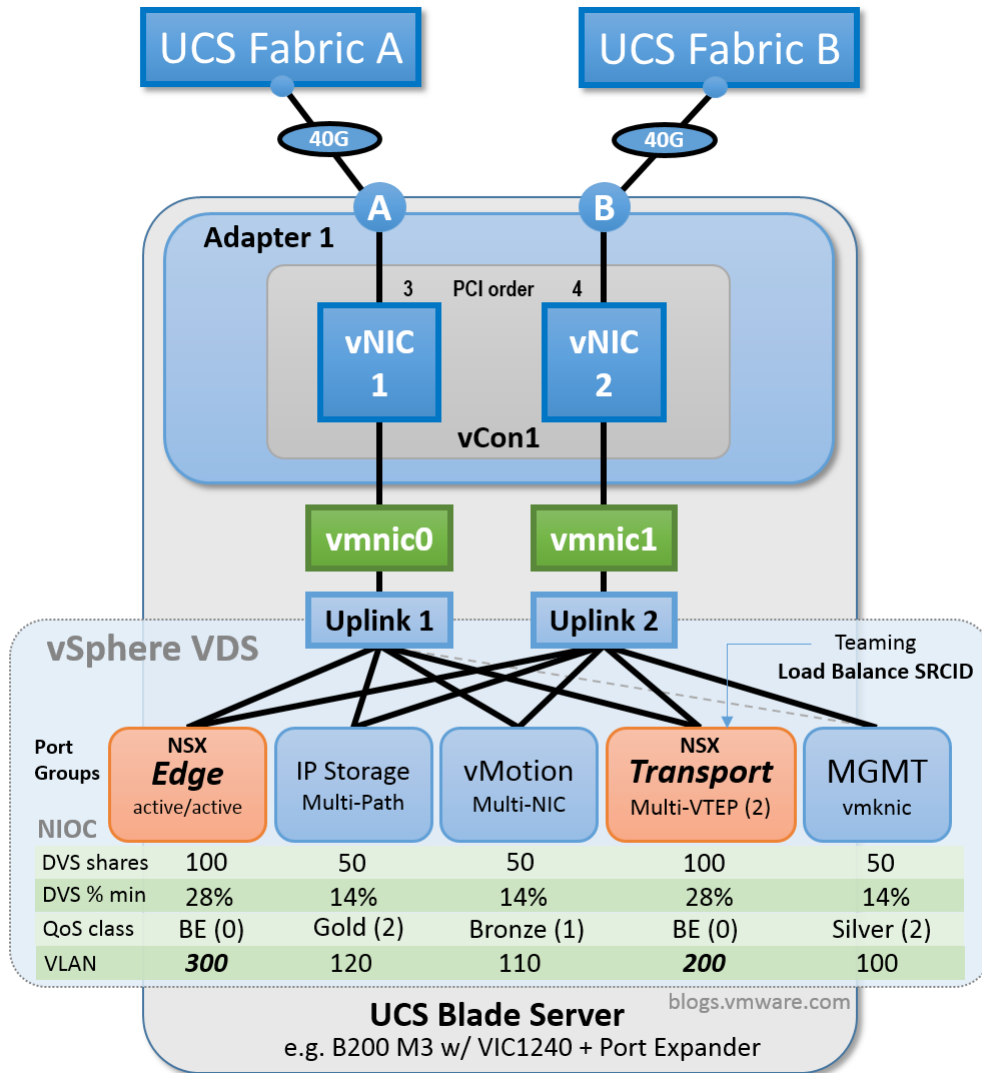 UCS Fabric A
UCS Fabric B
40G
40G
A
B
Adapter 1
3 PCI order 4
vNIC
1
vNIC
2
vCon1
vmnic0
vmnic1
Uplink 1
Uplink 2
vSphere VDS
Teaming
Load Balance SRCID
Port
Groups
NSX
Edge
active/active
IP Storage
Multi-Path
vMotion
Multi-NIC
NSX
Transport
Multi-VTEP (2)
MGMT
vmknic
NIOC
DVS shares 100 50 50 100 50
DVS % min 28% 14% 14% 28% 14%
QoS class BE (0) Gold (2) Bronze (1) BE (0) Silver (2)
VLAN 300 120 110 200 100
blogs.vmware.com
UCS Blade Server
e.g. B200 M3 w/ VIC1240 + Port Expander